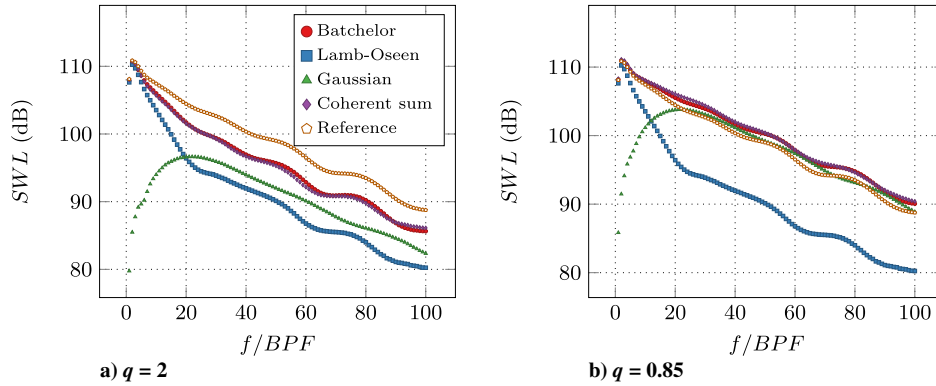 110
100
90
80
SWL (dB)
0 20 40 60 80 100
f/BPF
Batchelor
Lamb-Oseen
Gaussian
Coherent sum
Reference
a) q = 2
110
100
90
80
SWL (dB)
0 20 40 60 80 100
f/BPF
b) q = 0.85